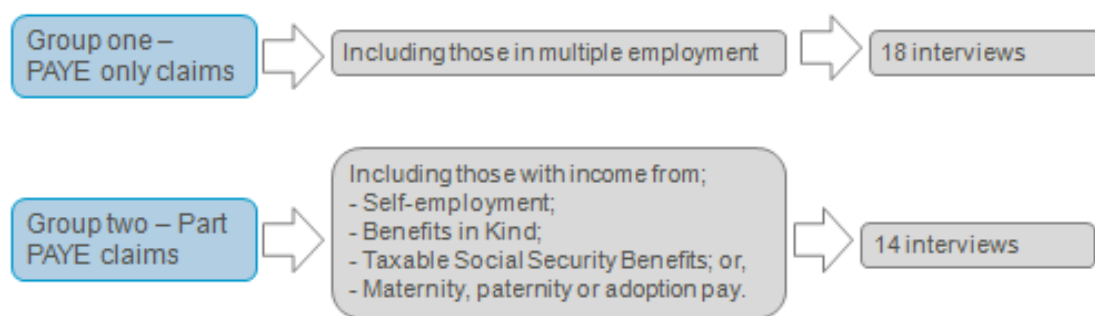 Group one –
PAYE only claims
Including those in multiple employment
18 interviews
Group two – Part
PAYE claims
Including those with income from;
- Self-employment;
- Benefits in Kind;
- Taxable Social Security Benefits; or,
- Maternity, paternity or adoption pay.
14 interviews